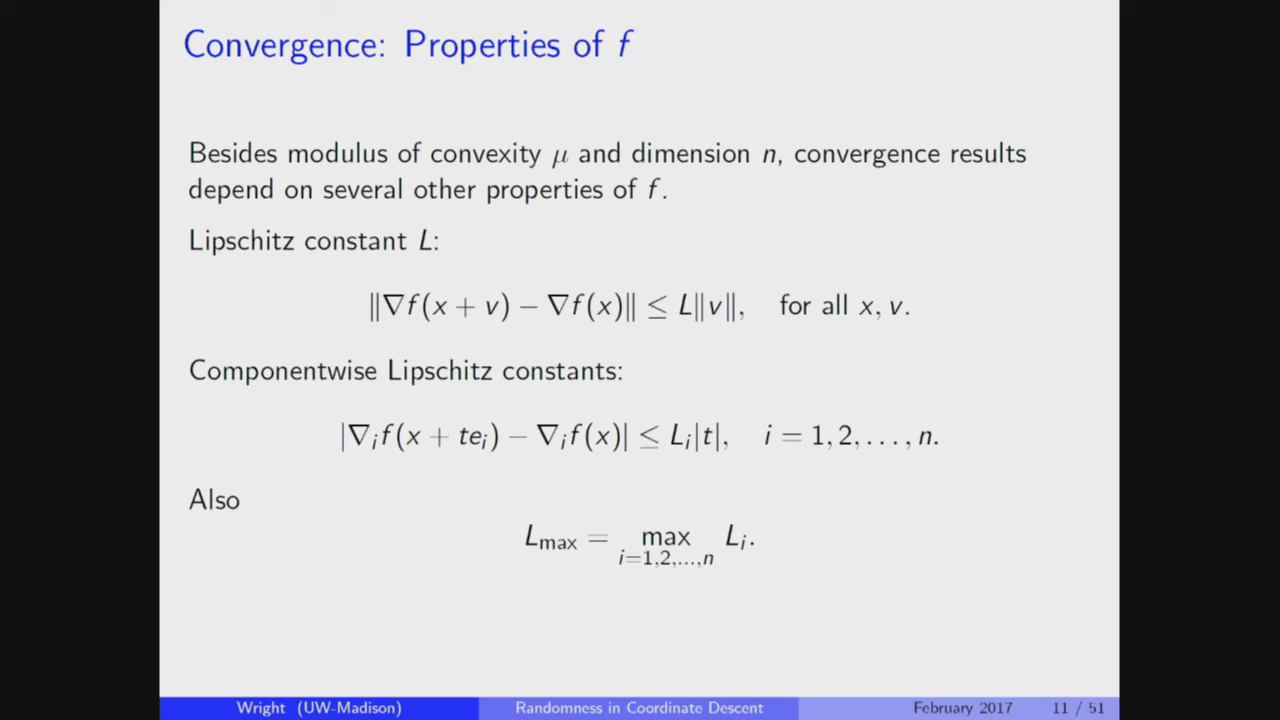 Convergence: Properties of f
Besides modulus of convexity μ and dimension n, convergence results
depend on several other properties of f.
Lipschitz constant L:
‖∇f(x + v) − ∇f(x)‖ ≤ L‖v‖, for all x, v.
Componentwise Lipschitz constants:
|∇ᵢf(x + teᵢ) − ∇ᵢf(x)| ≤ Lᵢ|t|, i = 1, 2, . . . , n.
Also
L_max = max_{i=1,2,...,n} Lᵢ.
Wright (UW-Madison) Randomness in Coordinate Descent February 2017 11 / 51